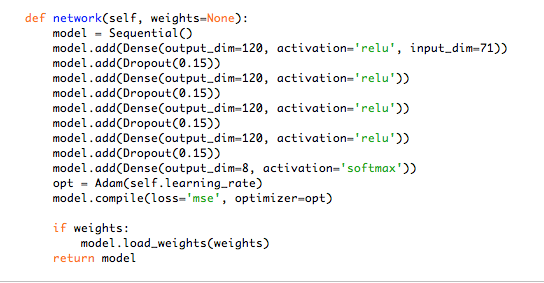 def network(self, weights=None):
    model = Sequential()
    model.add(Dense(output_dim=120, activation='relu', input_dim=71))
    model.add(Dropout(0.15))
    model.add(Dense(output_dim=120, activation='relu'))
    model.add(Dropout(0.15))
    model.add(Dense(output_dim=120, activation='relu'))
    model.add(Dropout(0.15))
    model.add(Dense(output_dim=120, activation='relu'))
    model.add(Dropout(0.15))
    model.add(Dense(output_dim=8, activation='softmax'))
    opt = Adam(self.learning_rate)
    model.compile(loss='mse', optimizer=opt)

    if weights:
        model.load_weights(weights)
    return model